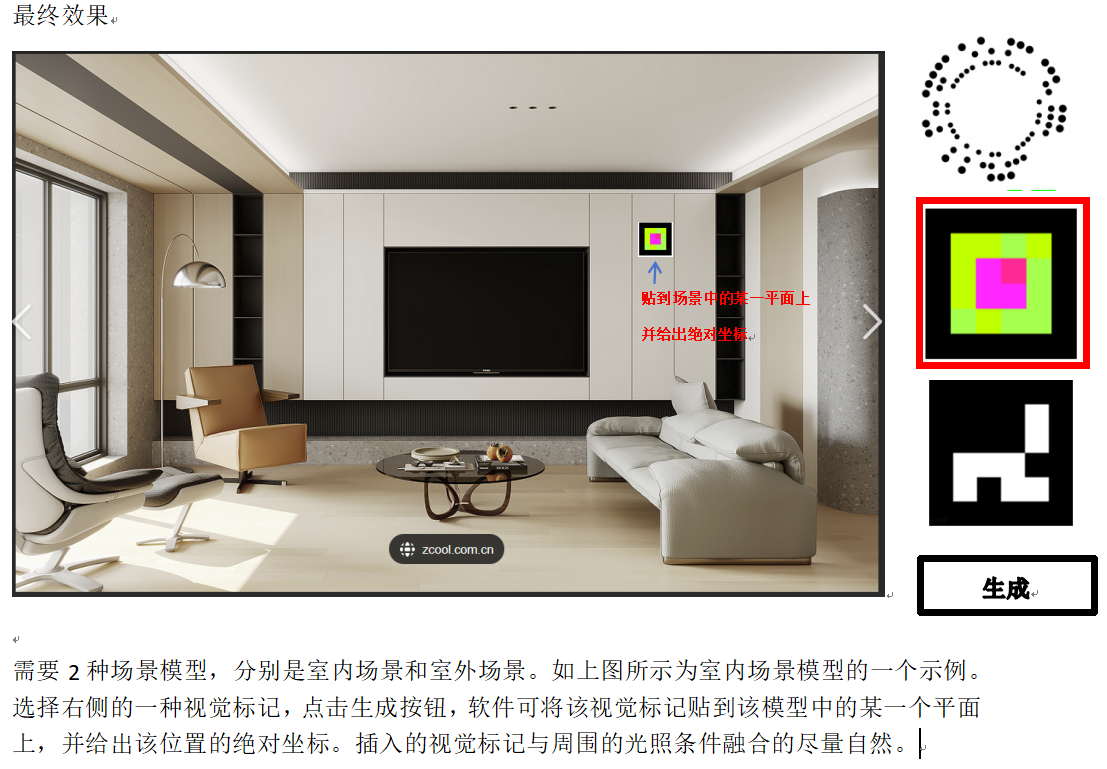 最终效果
贴到场景中的某一平面上
并给出绝对坐标
zcool.com.cn
生成
需要 2 种场景模型，分别是室内场景和室外场景。如上图所示为室内场景模型的一个示例。
选择右侧的一种视觉标记，点击生成按钮，软件可将该视觉标记贴到该模型中的某一个平面
上，并给出该位置的绝对坐标。插入的视觉标记与周围的光照条件融合的尽量自然。